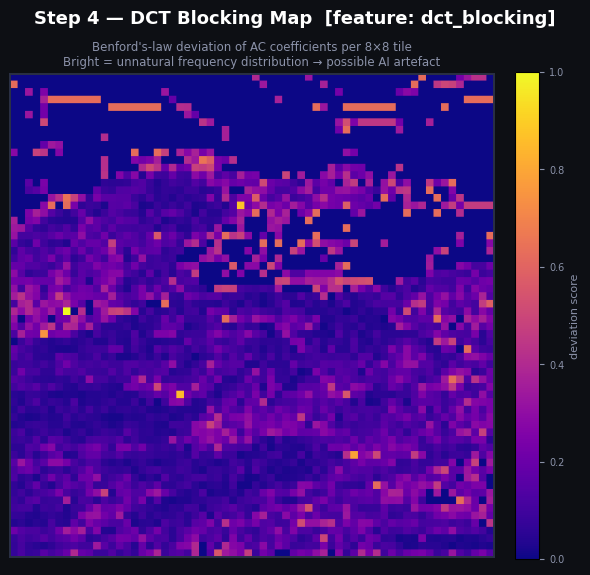 Step 4 — DCT Blocking Map  [feature: dct_blocking]
Benford's-law deviation of AC coefficients per 8×8 tile
Bright = unnatural frequency distribution → possible AI artefact
1.0
0.8
0.6
0.4
0.2
0.0
deviation score